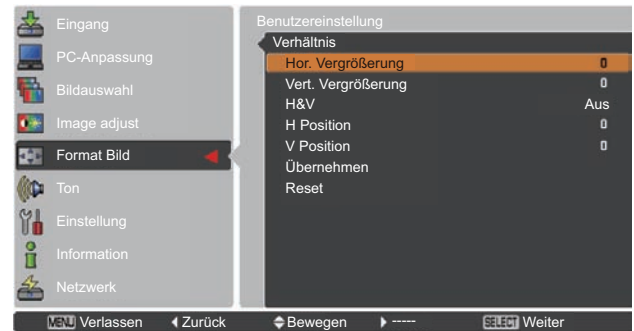 Eingang
PC-Anpassung
Bildauswahl
Image adjust
Format Bild
Ton
Einstellung
Information
Netzwerk
Benutzereinstellung
Verhältnis
Hor. Vergrößerung 0
Vert. Vergrößerung 0
H&V Aus
H Position 0
V Position 0
Übernehmen
Reset
MENU Verlassen Zurück Bewegen ----- SELECT Weiter